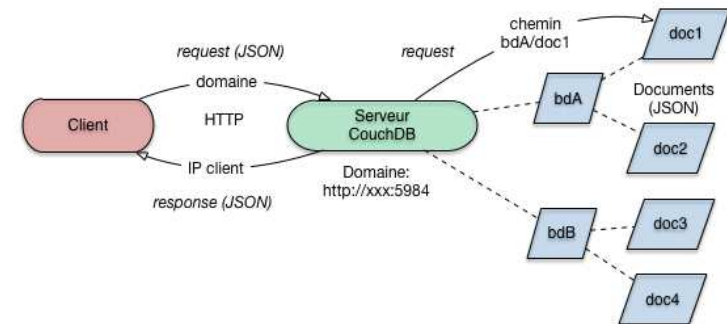 chemin
bdA/doc1
doc1
request (JSON)
request
domaine
bdA
Documents
(JSON)
Client
HTTP
Serveur
CouchDB
doc2
IP client
Domaine:
http://xxx:5984
response (JSON)
bdB
doc3
doc4